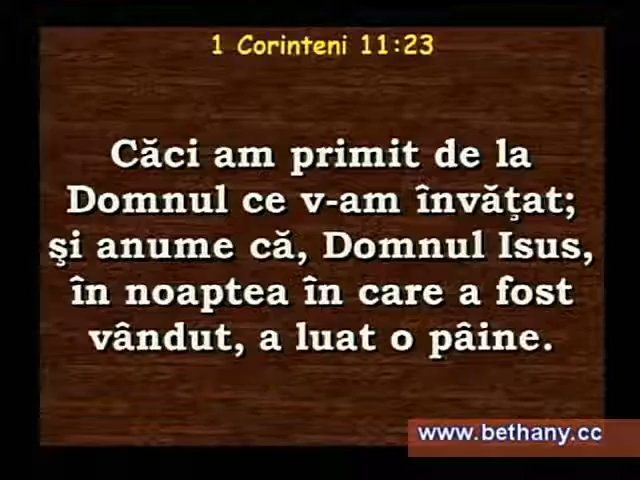 1 Corinteni 11:23
Căci am primit de la
Domnul ce v-am învăţat;
şi anume că, Domnul Isus,
în noaptea în care a fost
vândut, a luat o pâine.
www.bethany.cc